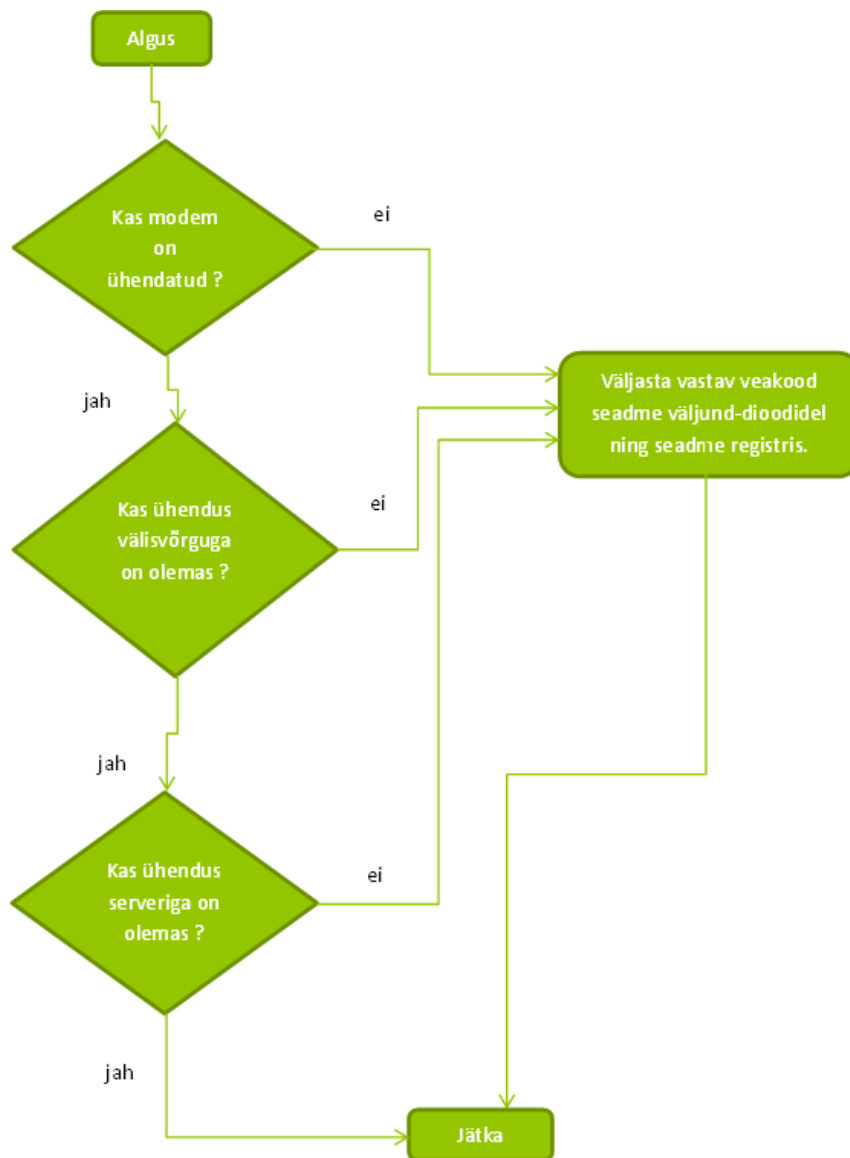 Algus
Kas modem
on
ühendatud ?
ei
jah
Väljasta vastav veakood
seadme väljund-dioodidel
ning seadme registris.
Kas ühendus
välisvõrguga
on olemas ?
ei
jah
Kas ühendus
serveriga on
olemas ?
ei
jah
Jätka